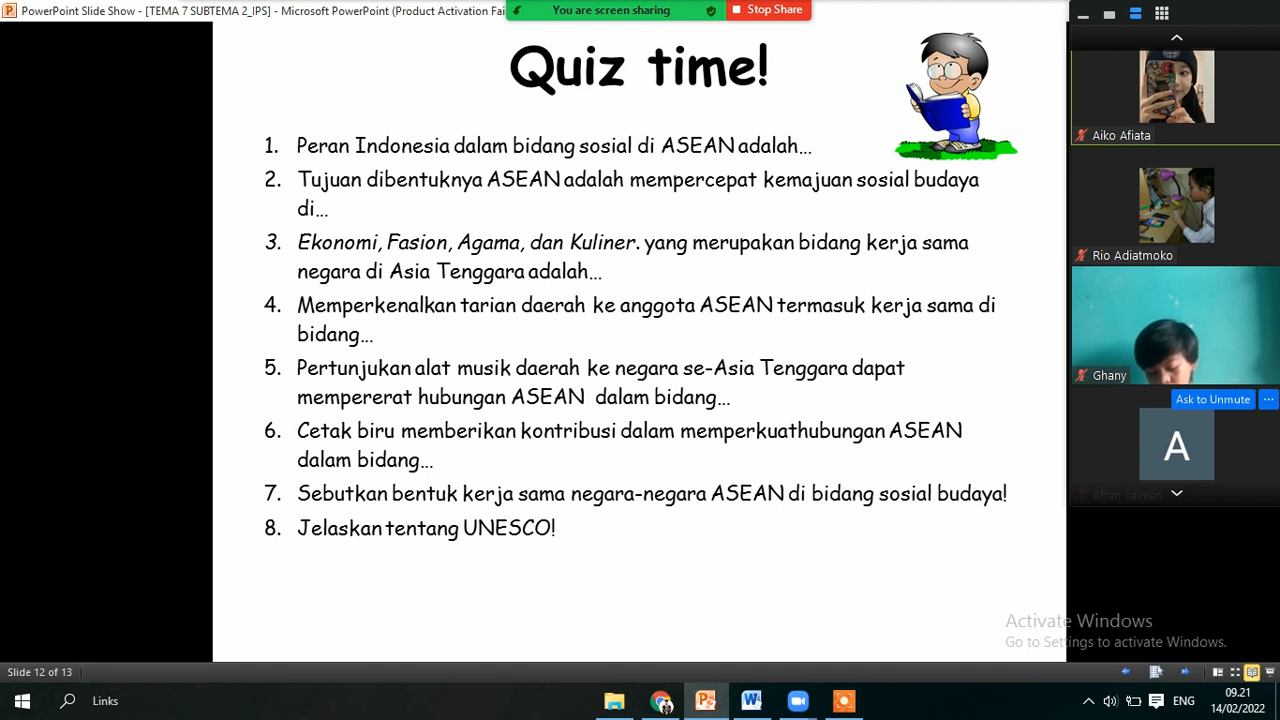 PowerPoint Slide Show - [TEMA 7 SUBTEMA 2_IPS] - Microsoft PowerPoint (Product Activation Fai
You are screen sharing
Stop Share
Quiz time!
1. Peran Indonesia dalam bidang sosial di ASEAN adalah...
2. Tujuan dibentuknya ASEAN adalah mempercepat kemajuan sosial budaya
di...
3. Ekonomi, Fasion, Agama, dan Kuliner. yang merupakan bidang kerja sama
negara di Asia Tenggara adalah...
4. Memperkenalkan tarian daerah ke anggota ASEAN termasuk kerja sama di
bidang...
5. Pertunjukan alat musik daerah ke negara se-Asia Tenggara dapat
mempererat hubungan ASEAN dalam bidang...
6. Cetak biru memberikan kontribusi dalam memperkuathubungan ASEAN
dalam bidang...
7. Sebutkan bentuk kerja sama negara-negara ASEAN di bidang sosial budaya!
8. Jelaskan tentang UNESCO!
Aiko Afiata
Rio Adiatmoko
Ghany
Ask to Unmute
...
A
Affan salman
Activate Windows
Go to Settings to activate Windows.
Slide 12 of 13
Links
ENG
09.21
14/02/2022